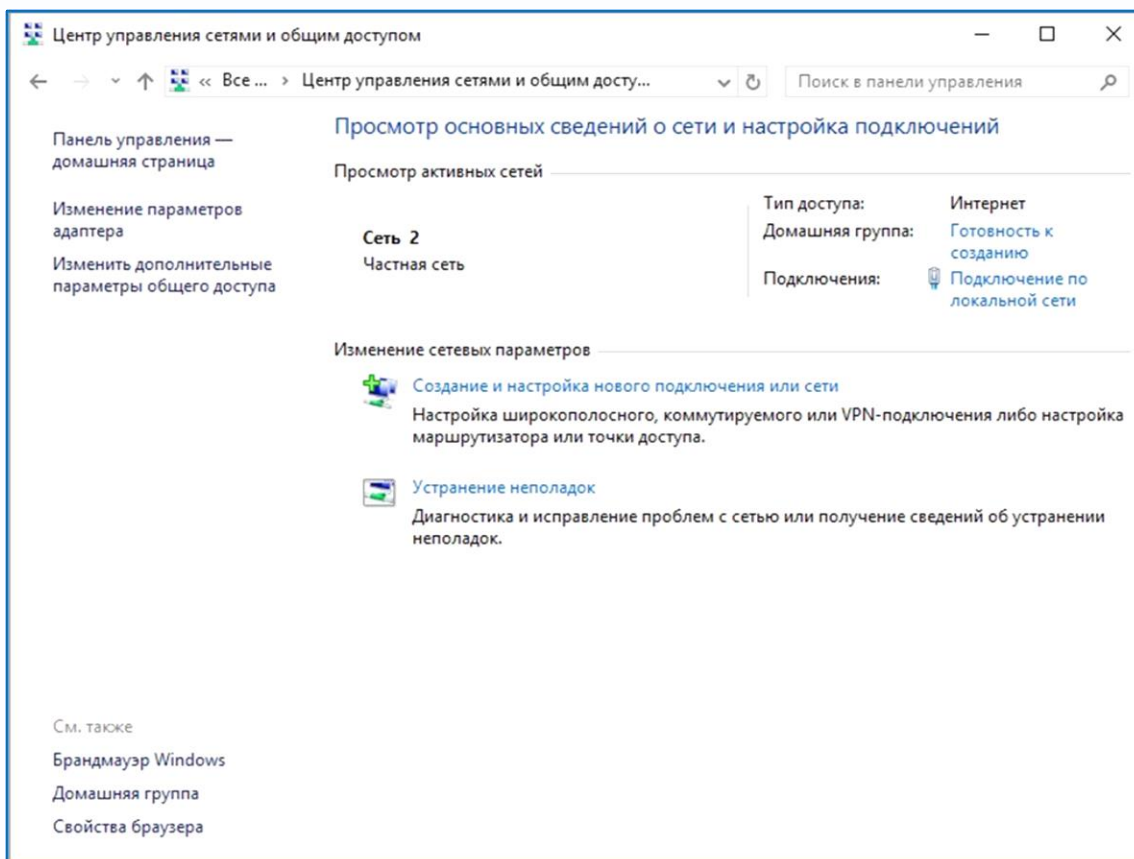 Центр управления сетями и общим доступом
« Все ... › Центр управления сетями и общим досту...
Поиск в панели управления
Панель управления —
домашняя страница
Изменение параметров
адаптера
Изменить дополнительные
параметры общего доступа
Просмотр основных сведений о сети и настройка подключений
Просмотр активных сетей
Сеть 2
Частная сеть
Тип доступа: Интернет
Домашняя группа: Готовность к
созданию
Подключения: Подключение по
локальной сети
Изменение сетевых параметров
Создание и настройка нового подключения или сети
Настройка широкополосного, коммутируемого или VPN-подключения либо настройка
маршрутизатора или точки доступа.
Устранение неполадок
Диагностика и исправление проблем с сетью или получение сведений об устранении
неполадок.
См. также
Брандмауэр Windows
Домашняя группа
Свойства браузера